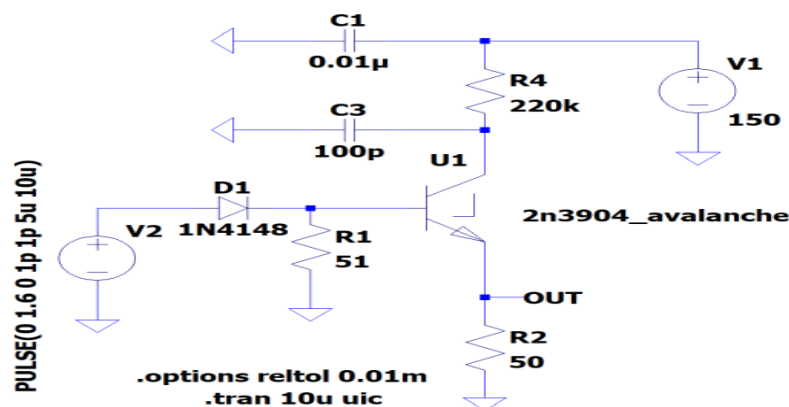 C1
0.01µ
R4
220k
V1
150
C3
100p
U1
2n3904_avalanche
D1
1N4148
V2
R1
51
PULSE(0 1.6 0 1p 1p 5u 10u)
OUT
R2
50
.options reltol 0.01m
.tran 10u uic